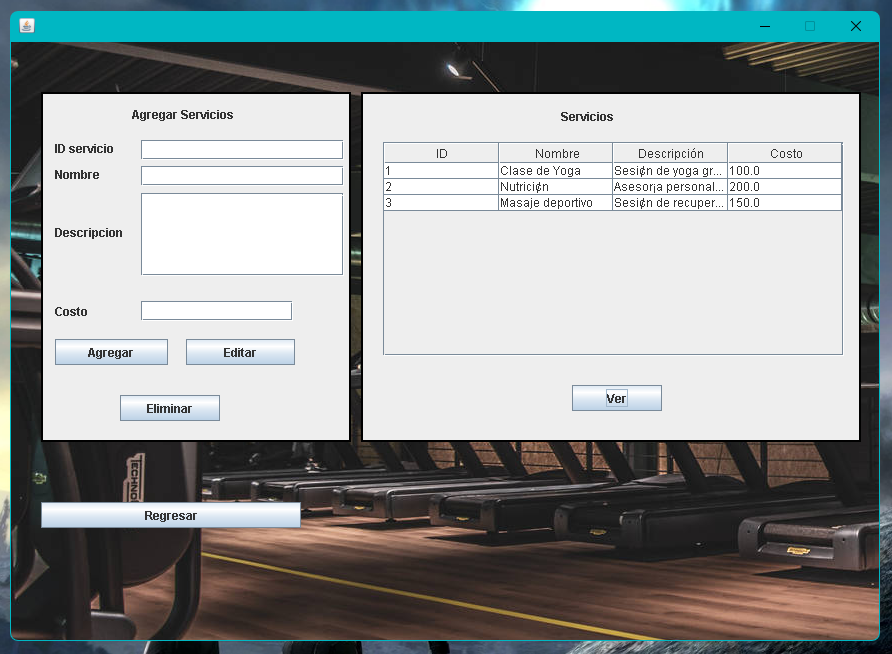 Agregar Servicios
ID servicio
Nombre
Descripcion
Costo
Agregar Editar
Eliminar
Servicios
ID Nombre Descripción Costo
1 Clase de Yoga Sesi¢n de yoga gr... 100.0
2 Nutrici¢n Asesor¡a personal... 200.0
3 Masaje deportivo Sesi¢n de recuper... 150.0
Ver
Regresar